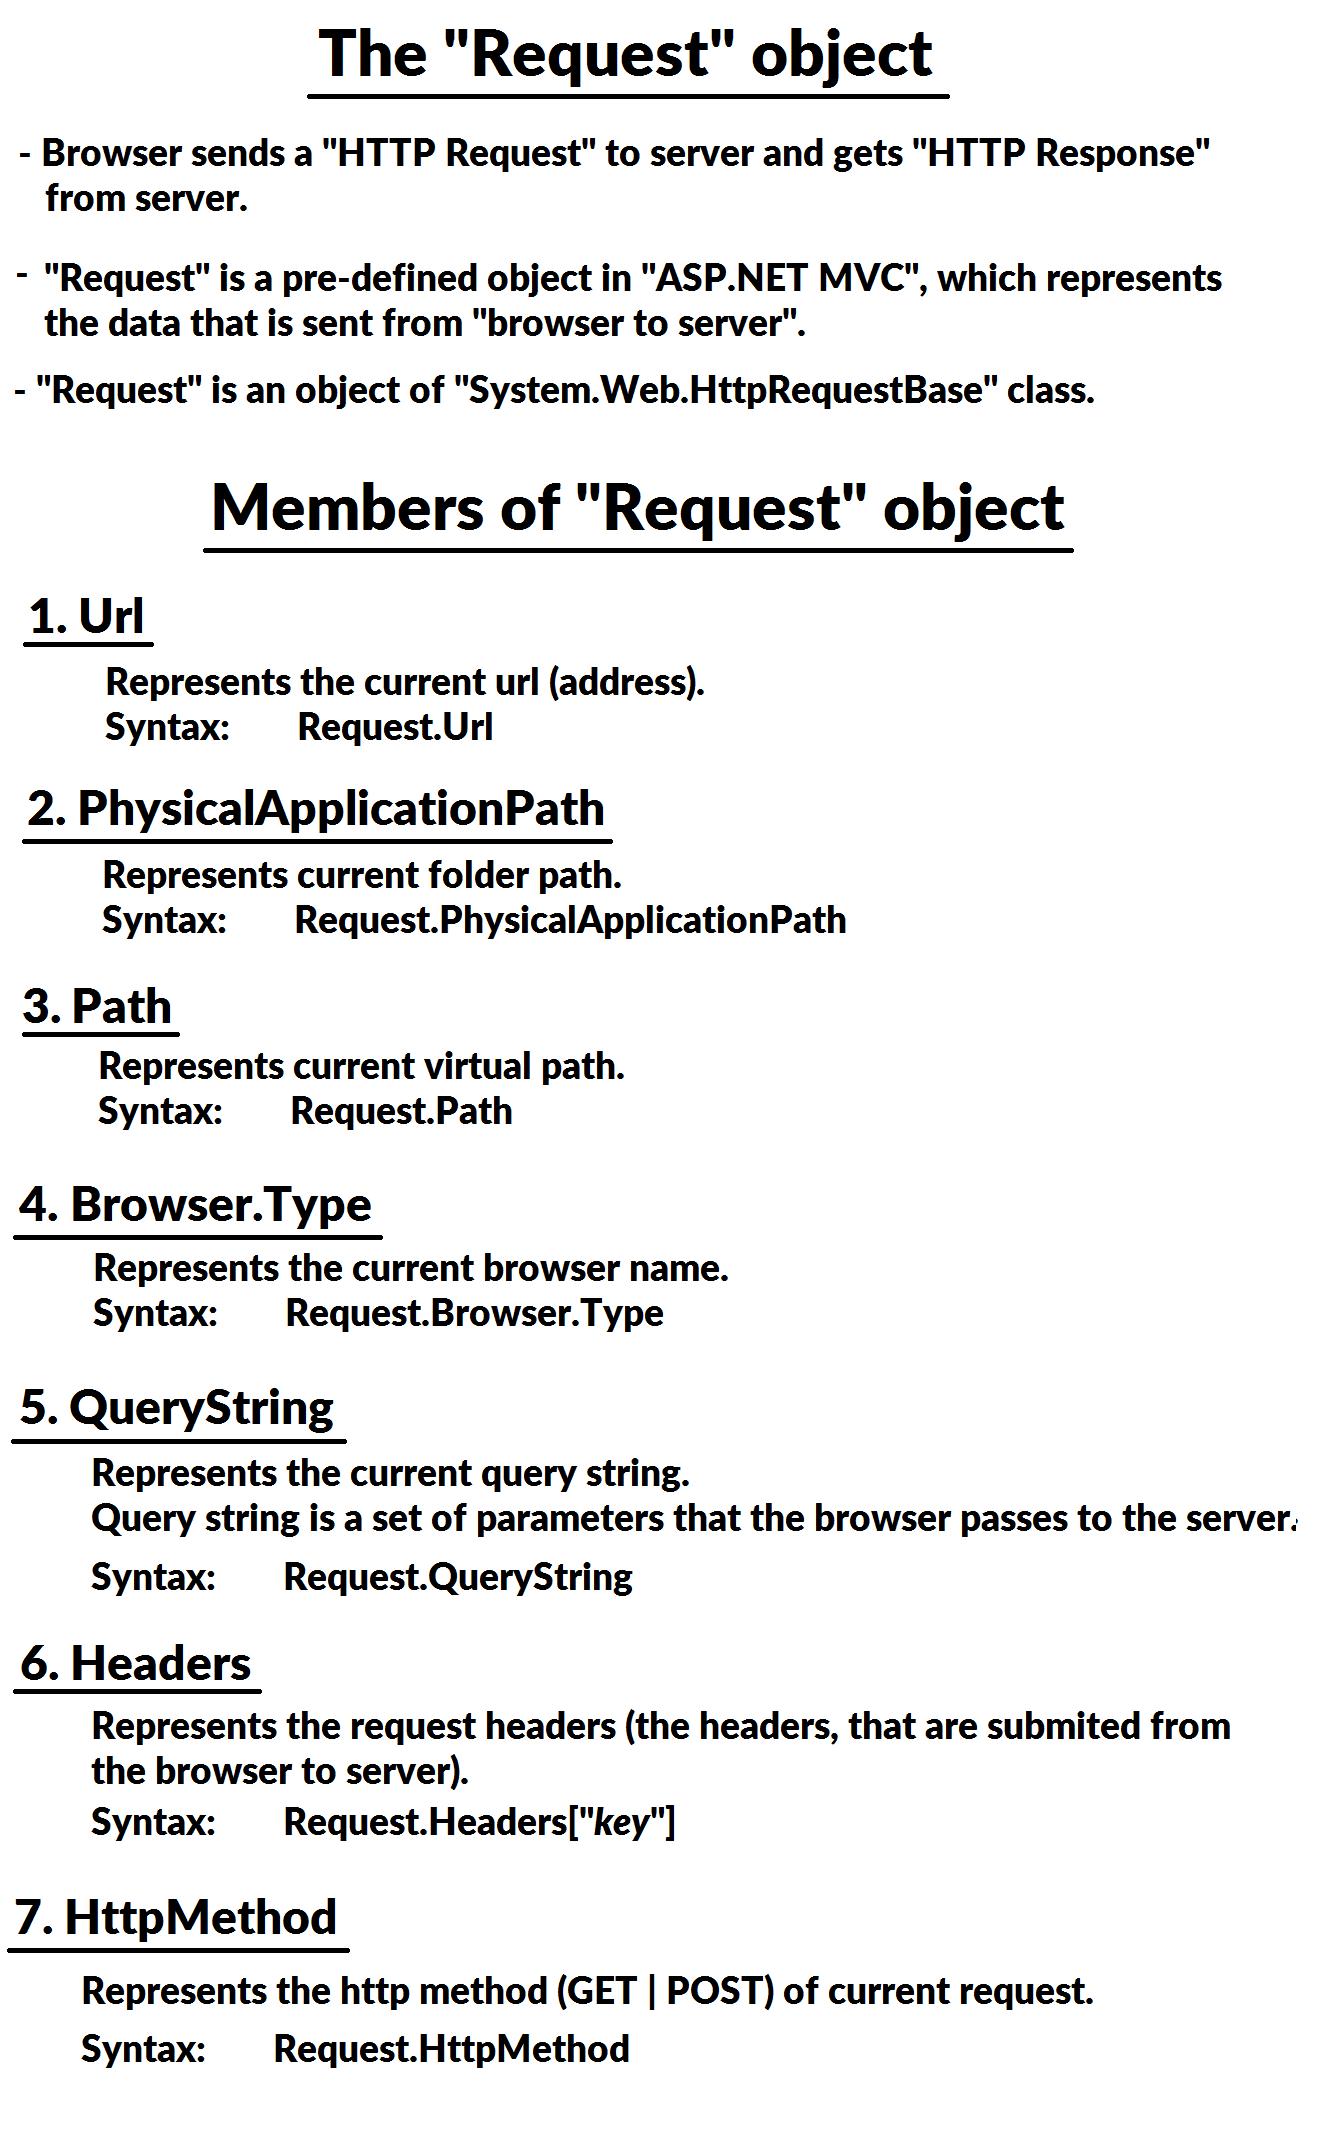 The "Request" object
- Browser sends a "HTTP Request" to server and gets "HTTP Response"
from server.
- "Request" is a pre-defined object in "ASP.NET MVC", which represents
the data that is sent from "browser to server".
- "Request" is an object of "System.Web.HttpRequestBase" class.
Members of "Request" object
1. Url
Represents the current url (address).
Syntax: Request.Url
2. PhysicalApplicationPath
Represents current folder path.
Syntax: Request.PhysicalApplicationPath
3. Path
Represents current virtual path.
Syntax: Request.Path
4. Browser.Type
Represents the current browser name.
Syntax: Request.Browser.Type
5. QueryString
Represents the current query string.
Query string is a set of parameters that the browser passes to the server.
Syntax: Request.QueryString
6. Headers
Represents the request headers (the headers, that are submited from
the browser to server).
Syntax: Request.Headers["key"]
7. HttpMethod
Represents the http method (GET | POST) of current request.
Syntax: Request.HttpMethod